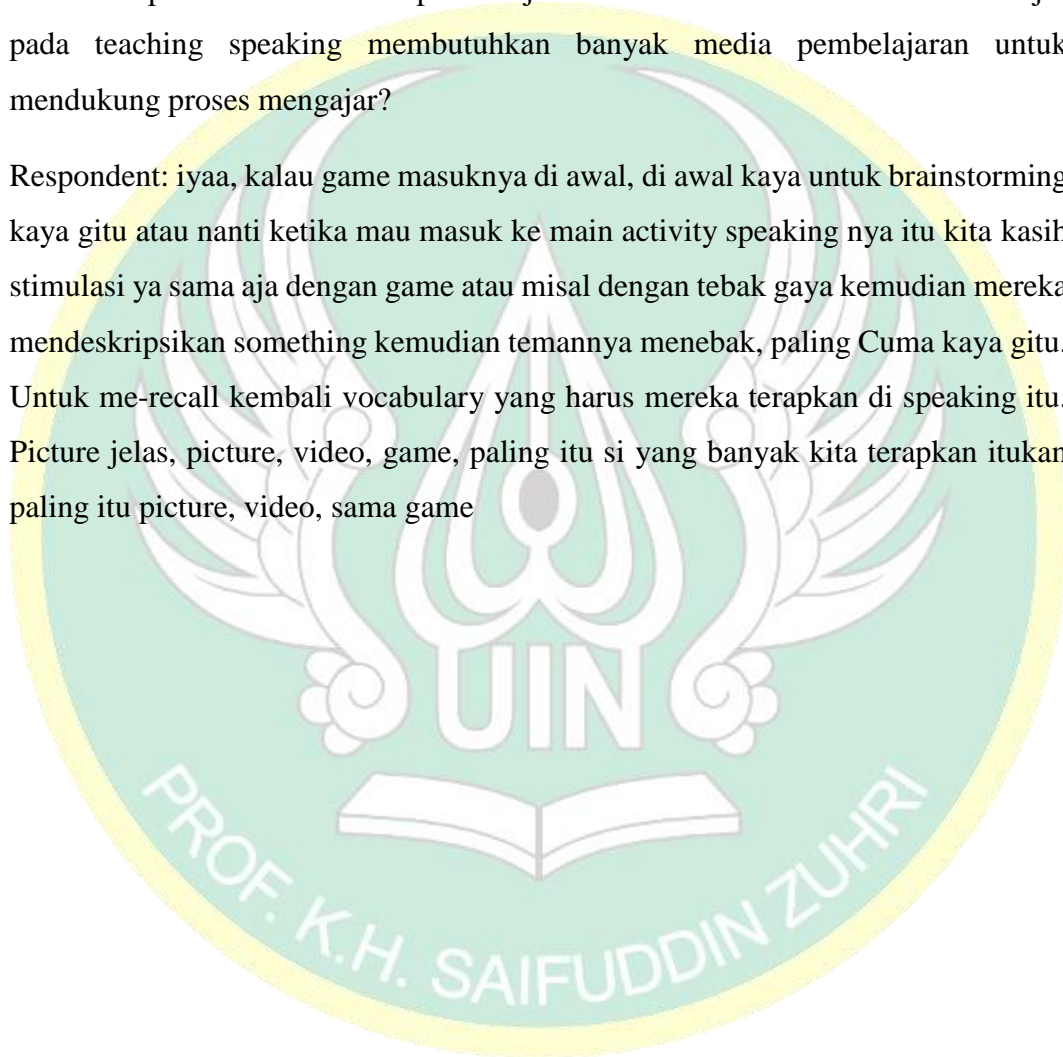 pada teaching speaking membutuhkan banyak media pembelajaran untuk
mendukung proses mengajar?
Respondent: iyaa, kalau game masuknya di awal, di awal kaya untuk brainstorming
kaya gitu atau nanti ketika mau masuk ke main activity speaking nya itu kita kasih
stimulasi ya sama aja dengan game atau misal dengan tebak gaya kemudian mereka
mendeskripsikan something kemudian temannya menebak, paling Cuma kaya gitu.
Untuk me-recall kembali vocabulary yang harus mereka terapkan di speaking itu.
Picture jelas, picture, video, game, paling itu si yang banyak kita terapkan itukan
paling itu picture, video, sama game
UIN
PROF. K.H. SAIFUDDIN ZUHRI